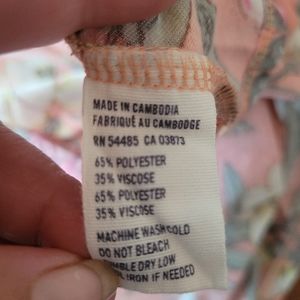 MADE IN CAMBODIA
FABRIQUÉ AU CAMBODGE
RN 54485 CA 03873
65% POLYESTER
35% VISCOSE
65% POLYESTER
35% VISCOSE
MACHINE WASH COLD
DO NOT BLEACH
MBLE DRY LOW
IRON IF NEEDED